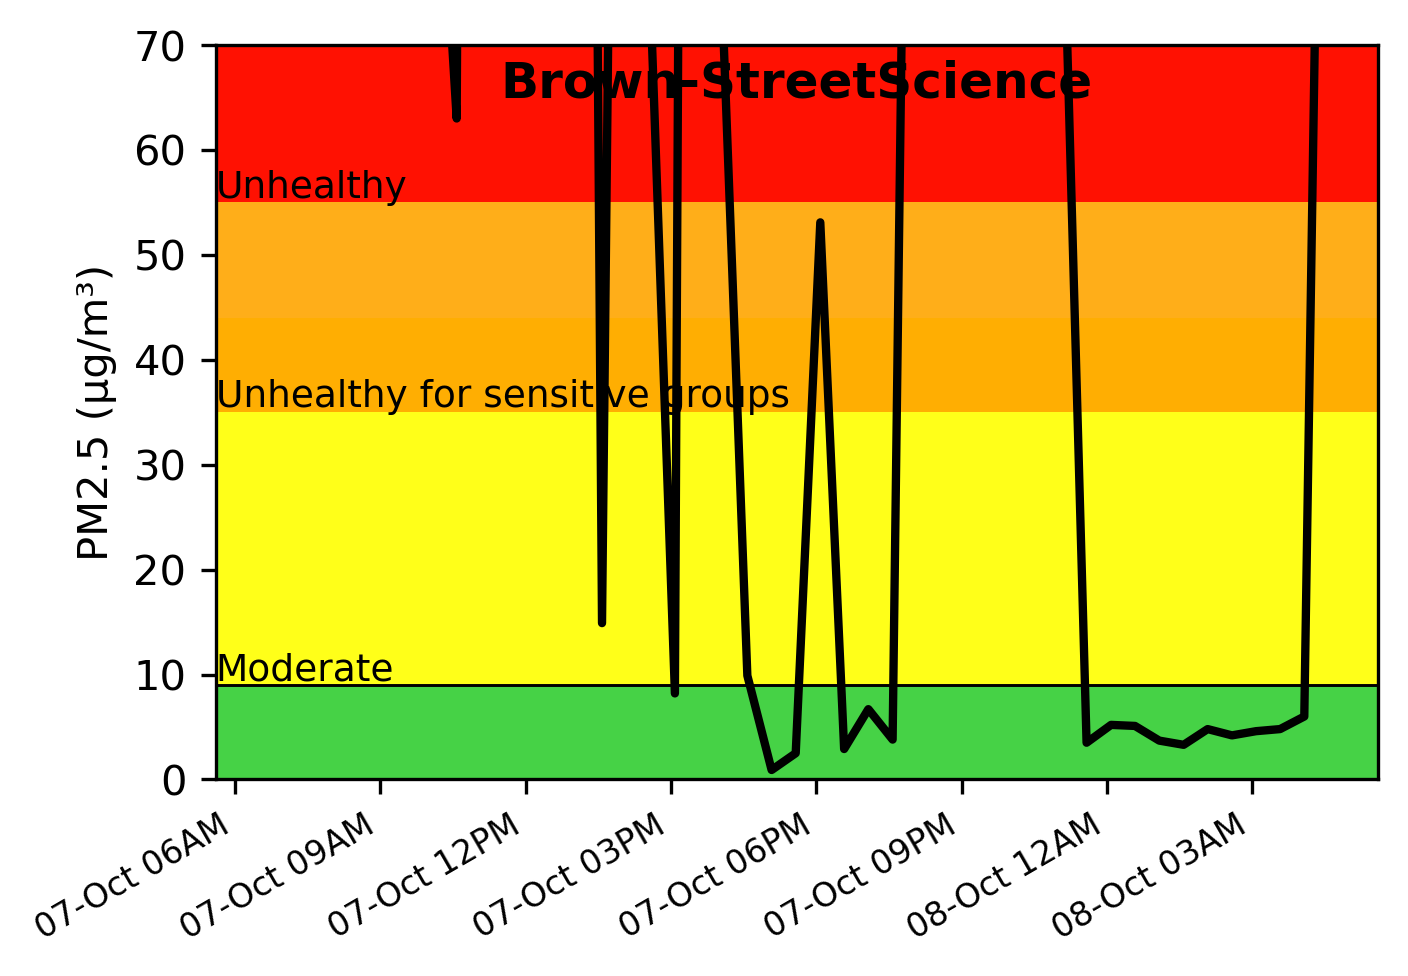 Brown-StreetScience
PM2.5 (µg/m³)
70
60
50
40
30
20
10
0
Unhealthy
Unhealthy for sensitive groups
Moderate
07-Oct 06AM
07-Oct 09AM
07-Oct 12PM
07-Oct 03PM
07-Oct 06PM
07-Oct 09PM
08-Oct 12AM
08-Oct 03AM